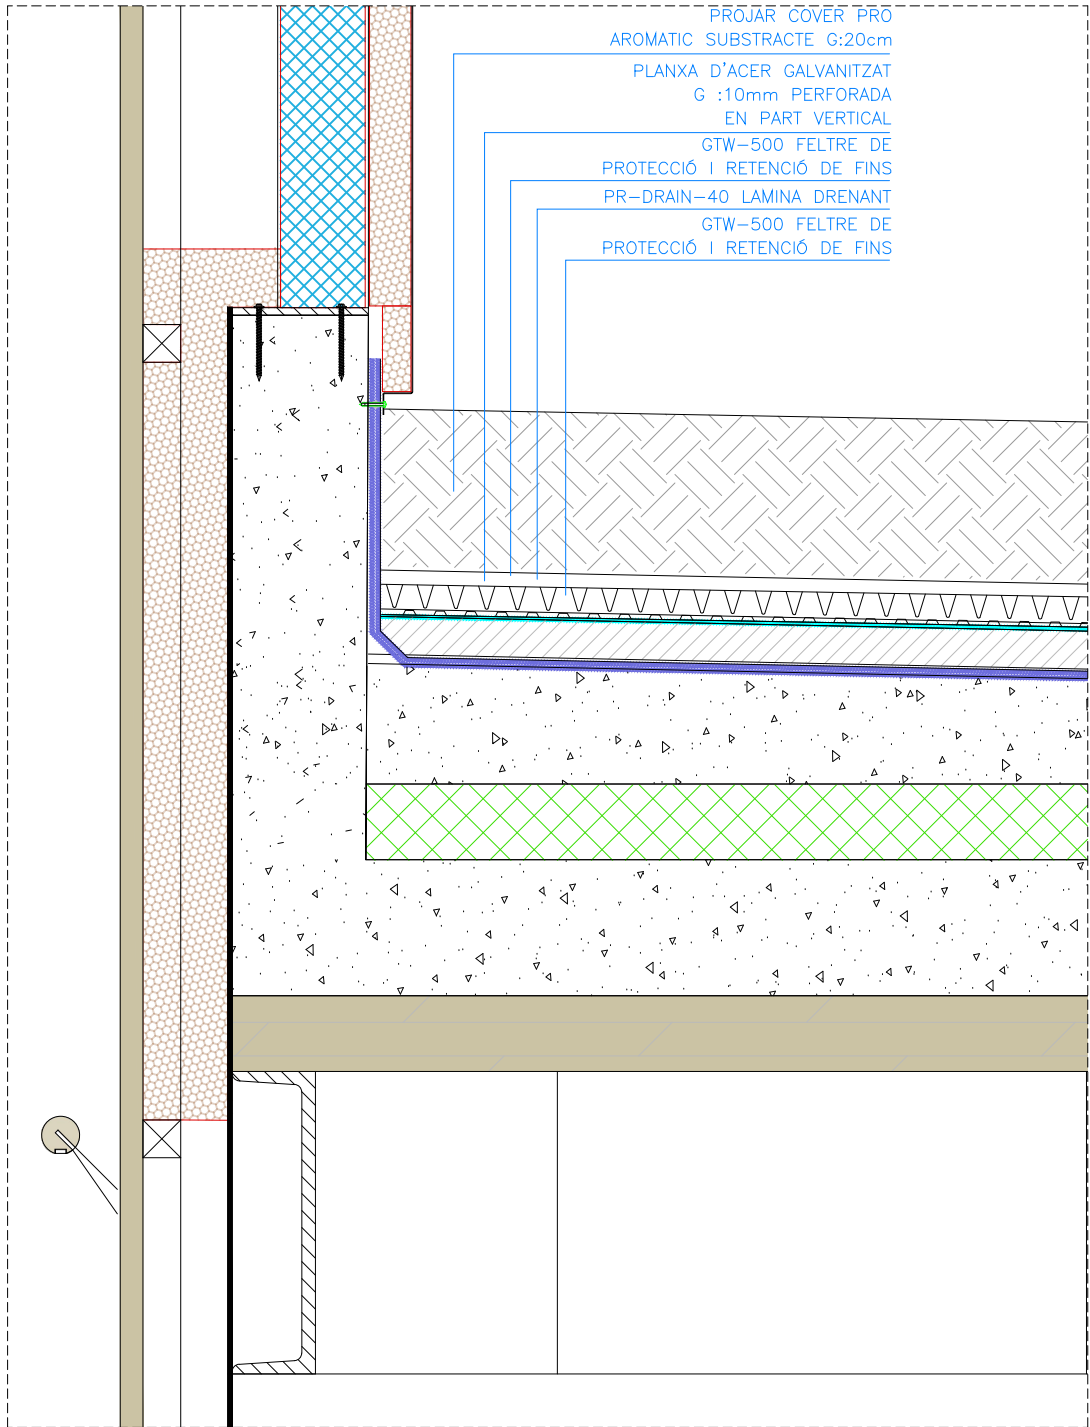 PROJAR COVER PRO
AROMATIC SUBSTRACTE G:20cm
PLANXA D'ACER GALVANITZAT
G :10mm PERFORADA
EN PART VERTICAL
GTW-500 FELTRE DE
PROTECCIÓ I RETENCIÓ DE FINS
PR-DRAIN-40 LAMINA DRENANT
GTW-500 FELTRE DE
PROTECCIÓ I RETENCIÓ DE FINS